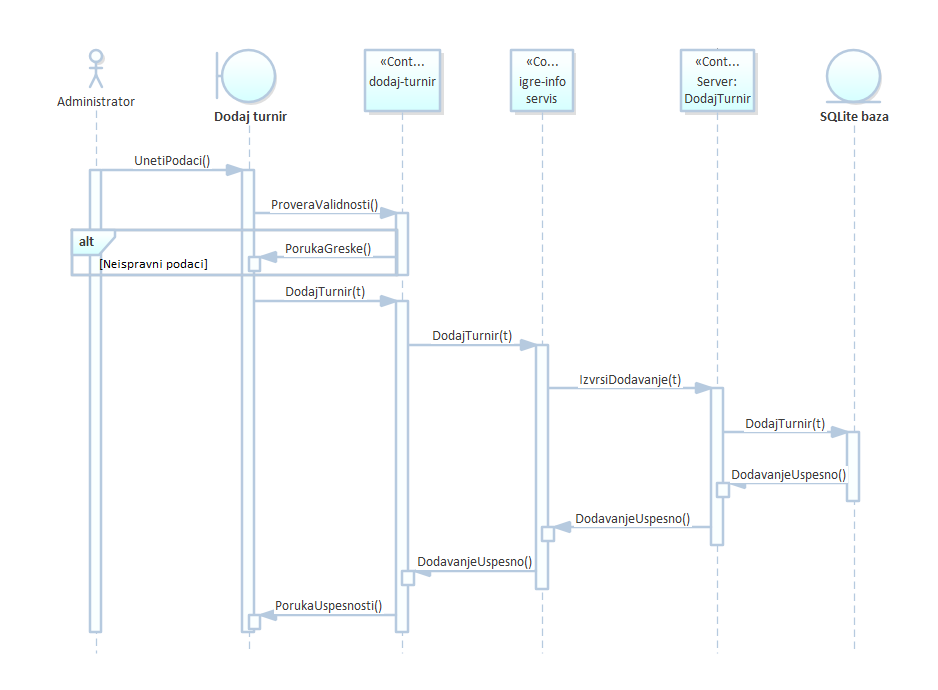 «Cont...
dodaj-turnir
«Co...
igre-info
servis
«Cont...
Server:
DodajTurnir
Administrator
Dodaj turnir
SQLite baza
UnetiPodaci()
ProveraValidnosti()
alt
PorukaGreske()
[Neispravni podaci]
DodajTurnir(t)
DodajTurnir(t)
IzvrsiDodavanje(t)
DodajTurnir(t)
DodavanjeUspesno()
DodavanjeUspesno()
DodavanjeUspesno()
PorukaUspesnosti()